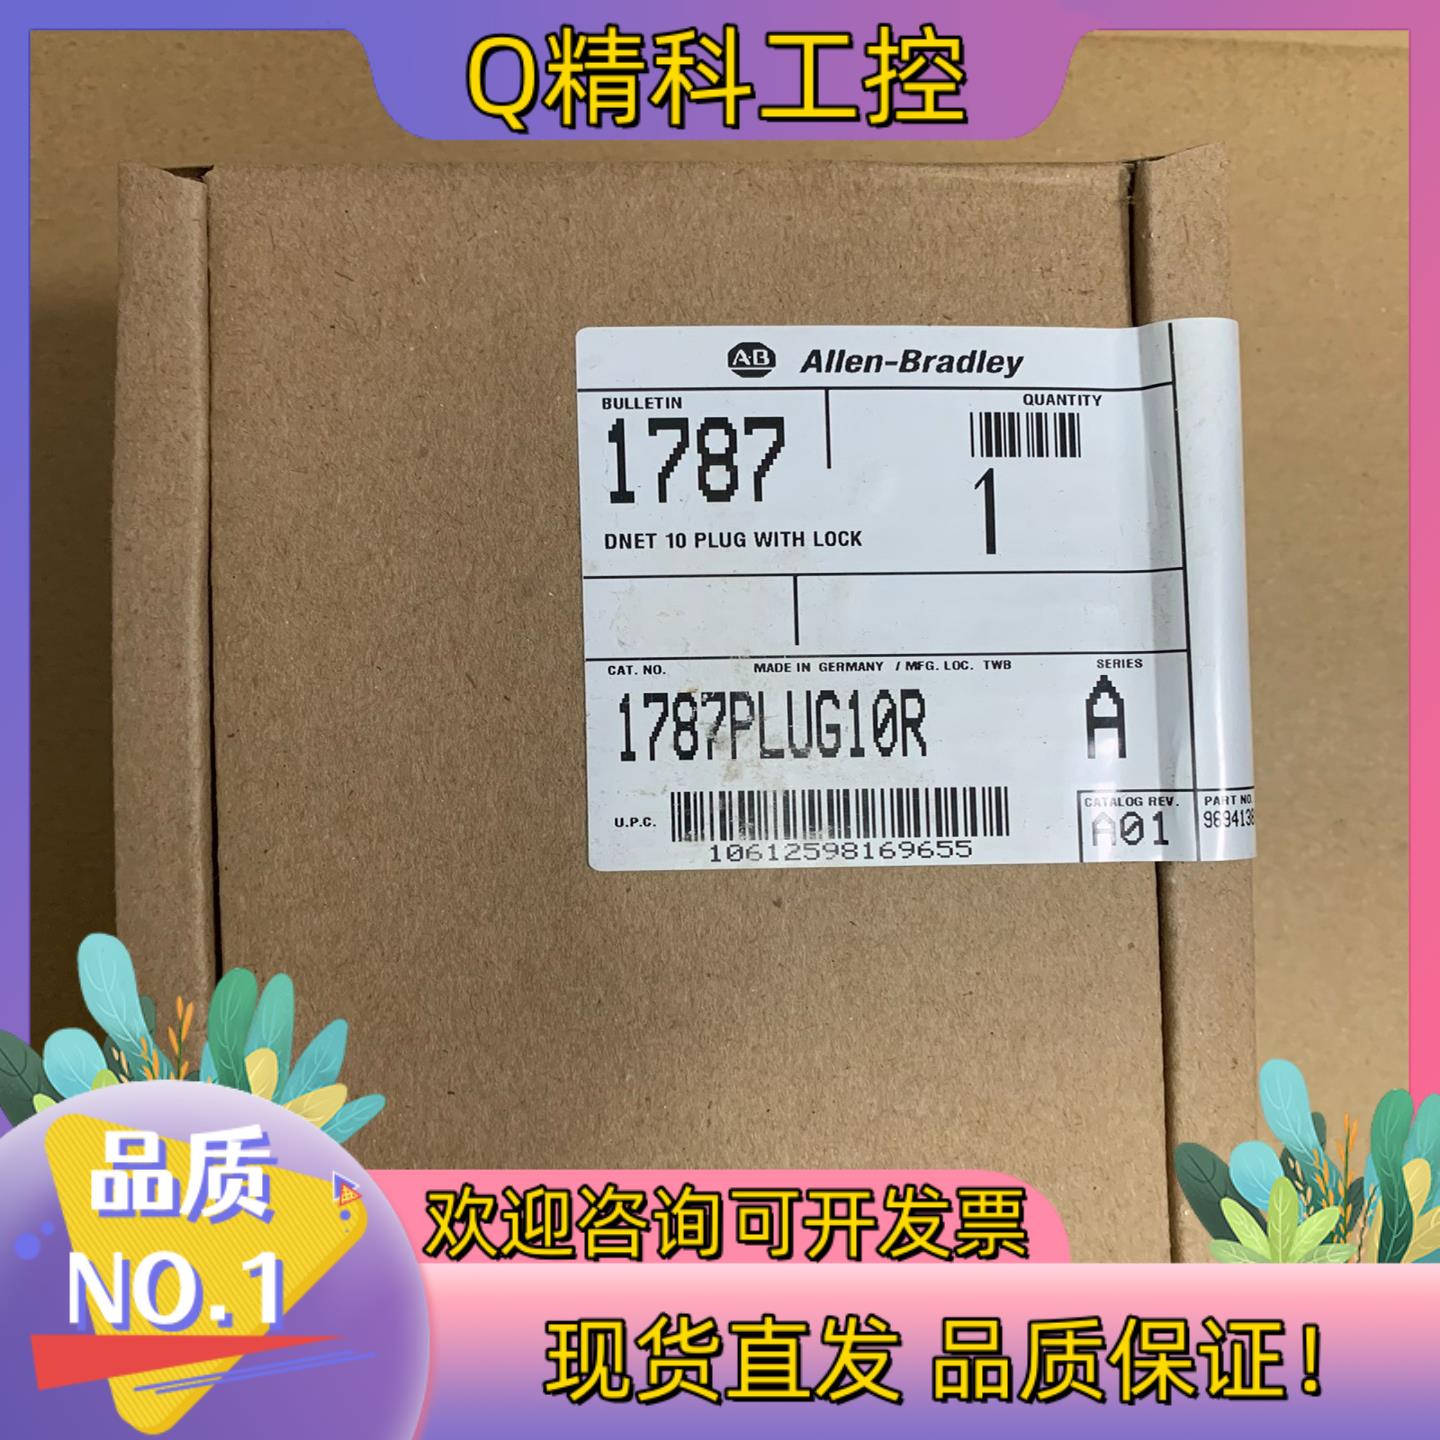 Q精科工控
A-B Allen-Bradley
BULLETIN
QUANTITY
1787
1
DNET 10 PLUG WITH LOCK
CAT. NO.
MADE IN GERMANY / MFG. LOC. TWB
SERIES
1787PLUG10R
A
U.P.C.
10612598169655
CATALOG REV.
A01
PART NO.
9694138
品质
NO.1
欢迎咨询可开发票
现货直发 品质保证！